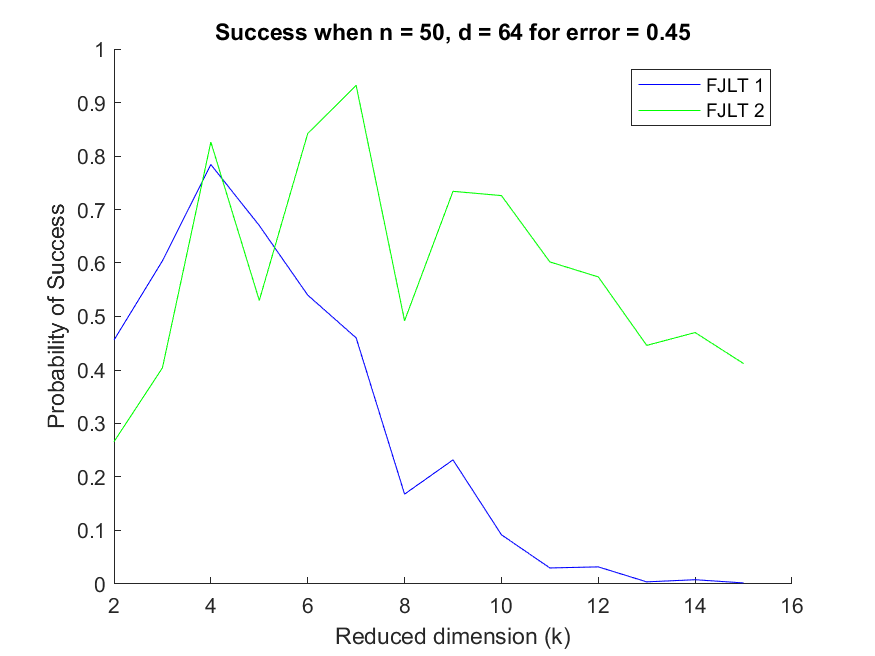 Success when n = 50, d = 64 for error = 0.45
FJLT 1
FJLT 2
1
0.9
0.8
0.7
0.6
0.5
0.4
0.3
0.2
0.1
0
Probability of Success
2 4 6 8 10 12 14 16
Reduced dimension (k)